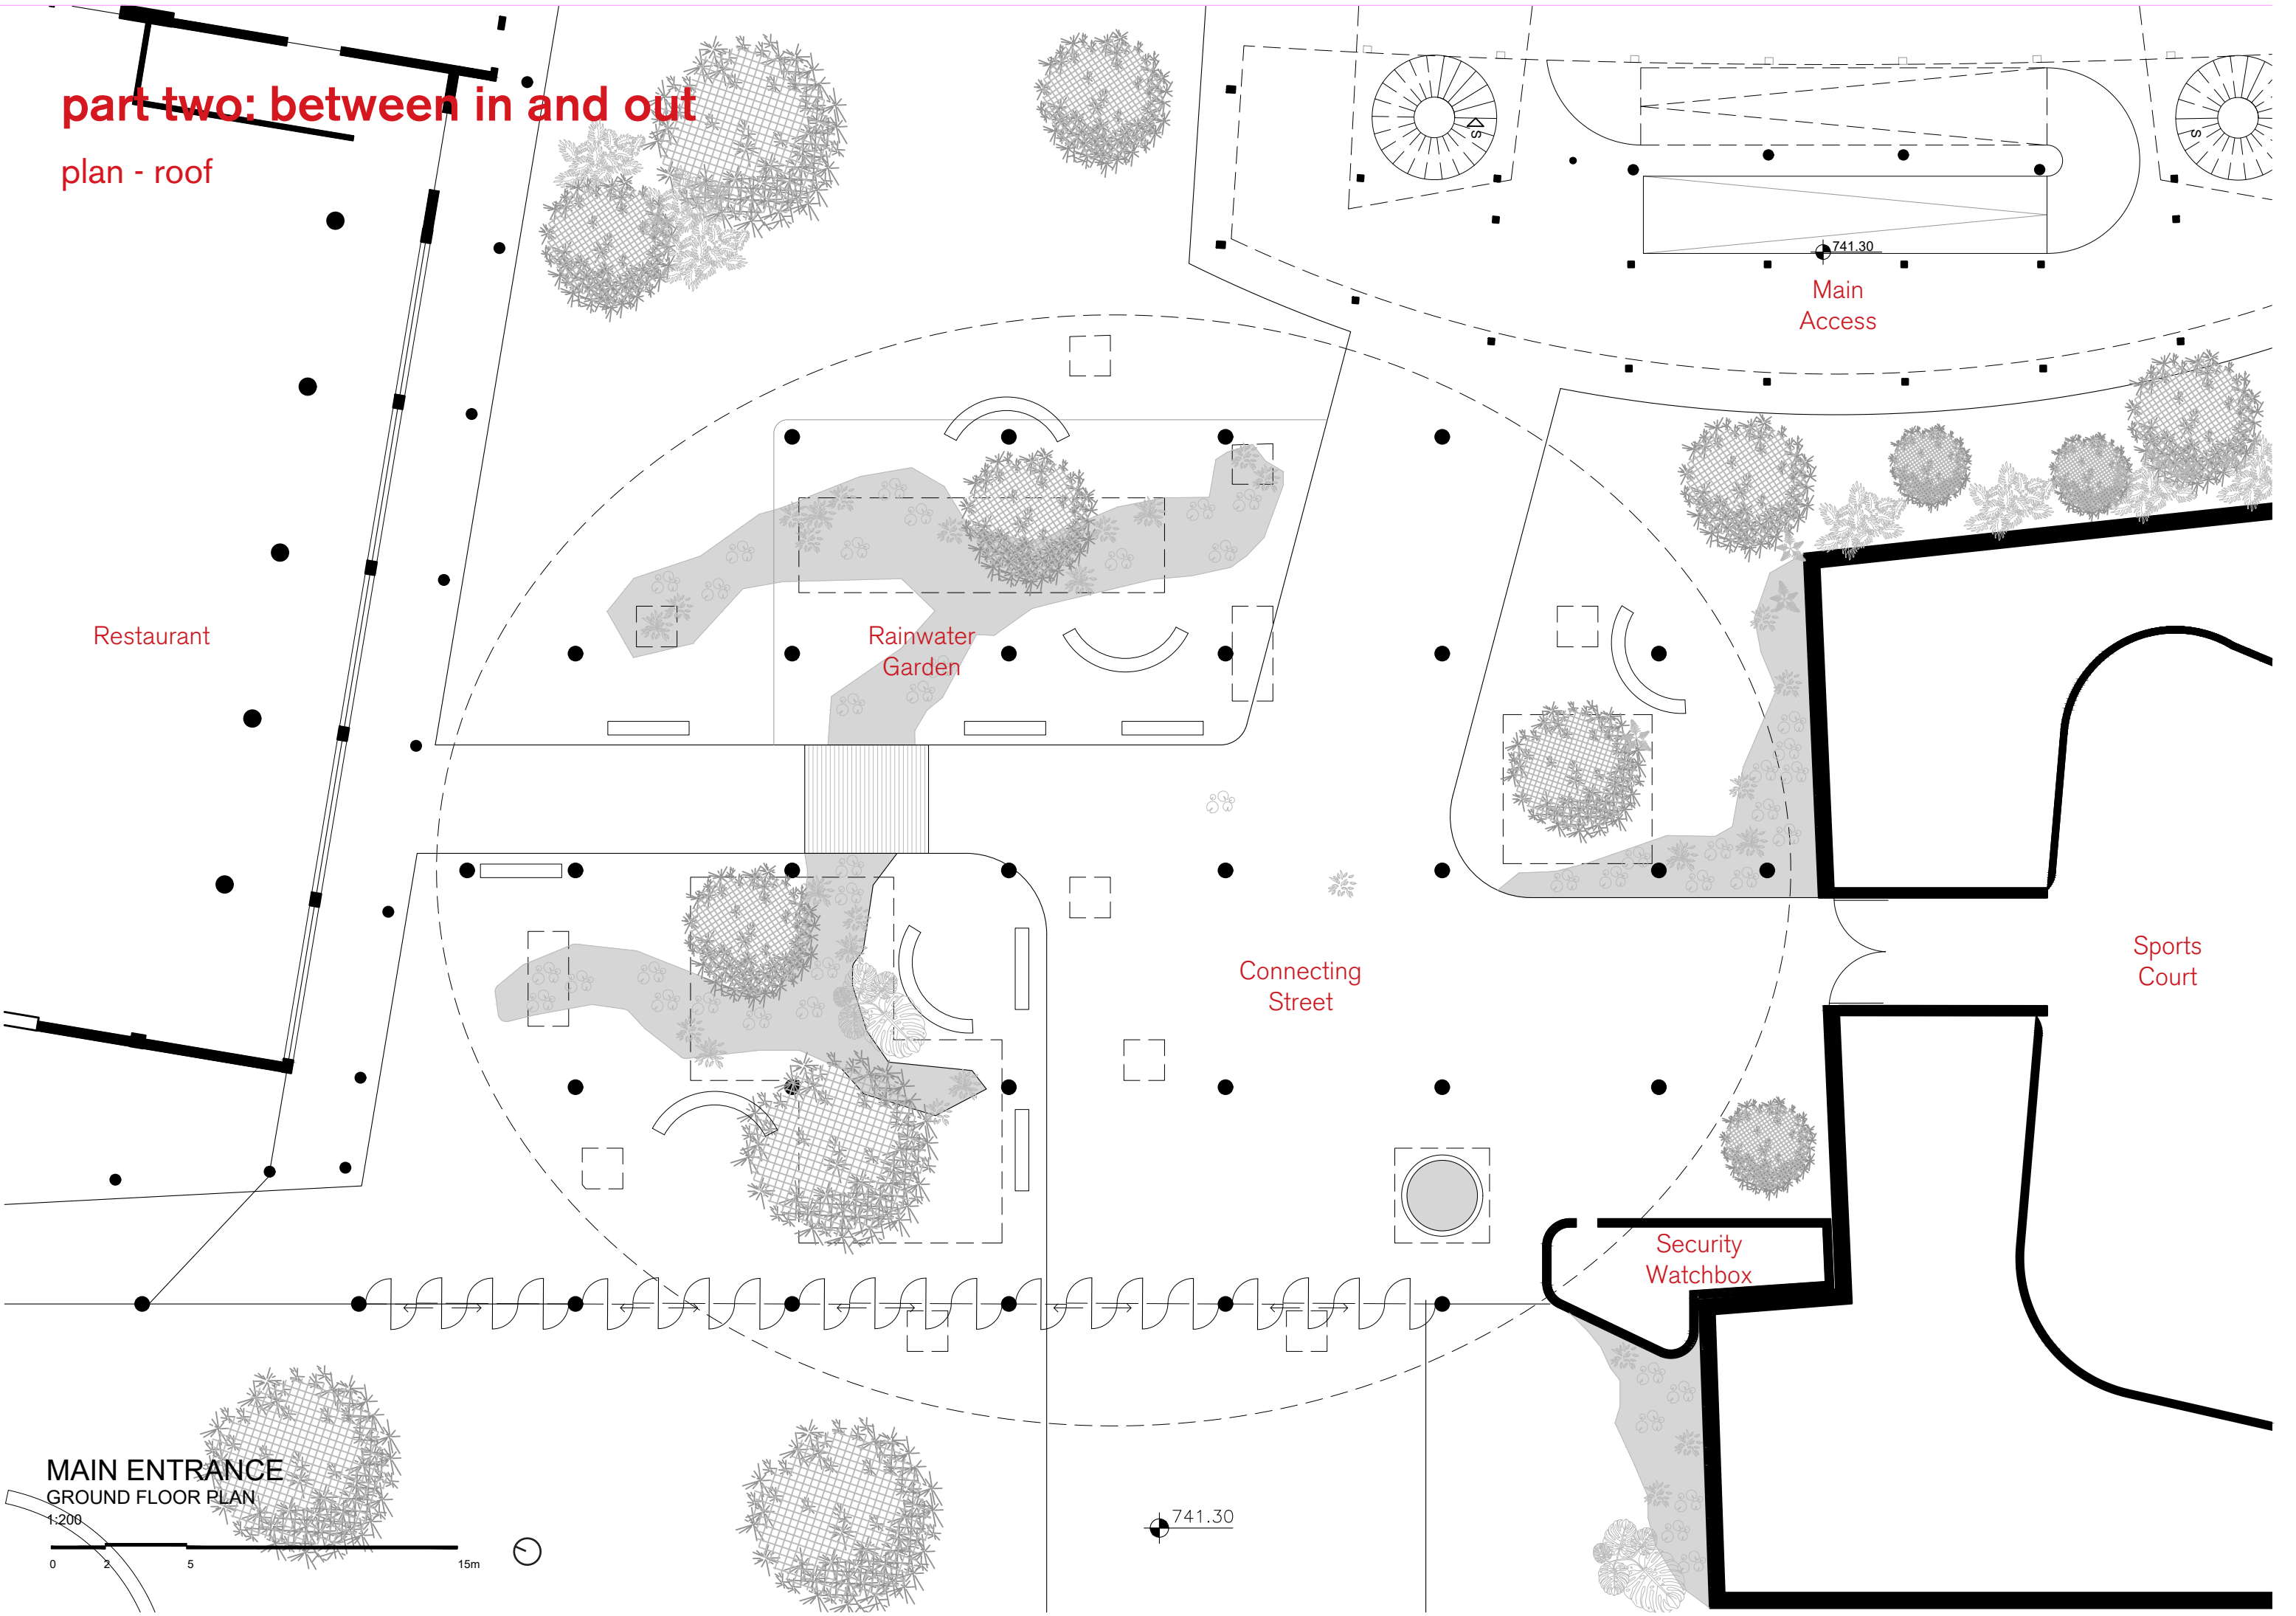 part two: between in and out
plan - roof
S
S
741.30
Main
Access
Restaurant
Rainwater
Garden
Connecting
Street
Sports
Court
Security
Watchbox
MAIN ENTRANCE
GROUND FLOOR PLAN
1:200
0 2 5 15m
741.30